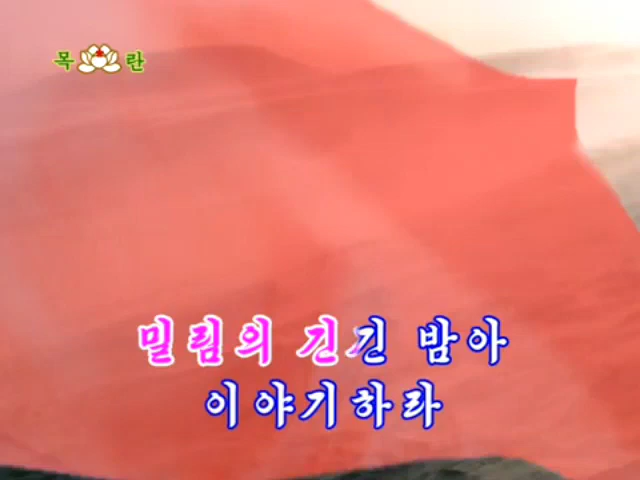 목란
밀림의 긴긴 밤아
이야기하라